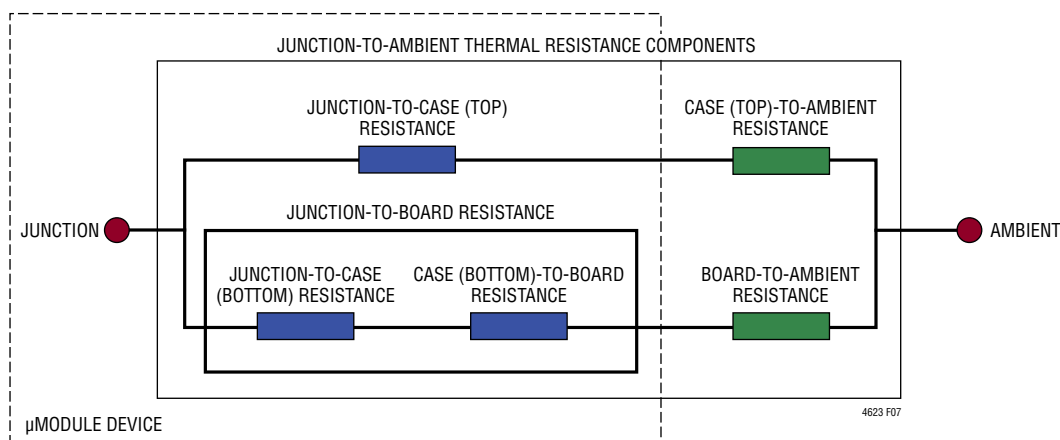 JUNCTION-TO-AMBIENT THERMAL RESISTANCE COMPONENTS
JUNCTION-TO-CASE (TOP)
RESISTANCE
CASE (TOP)-TO-AMBIENT
RESISTANCE
JUNCTION-TO-BOARD RESISTANCE
JUNCTION
AMBIENT
JUNCTION-TO-CASE
(BOTTOM) RESISTANCE
CASE (BOTTOM)-TO-BOARD
RESISTANCE
BOARD-TO-AMBIENT
RESISTANCE
4623 F07
µMODULE DEVICE